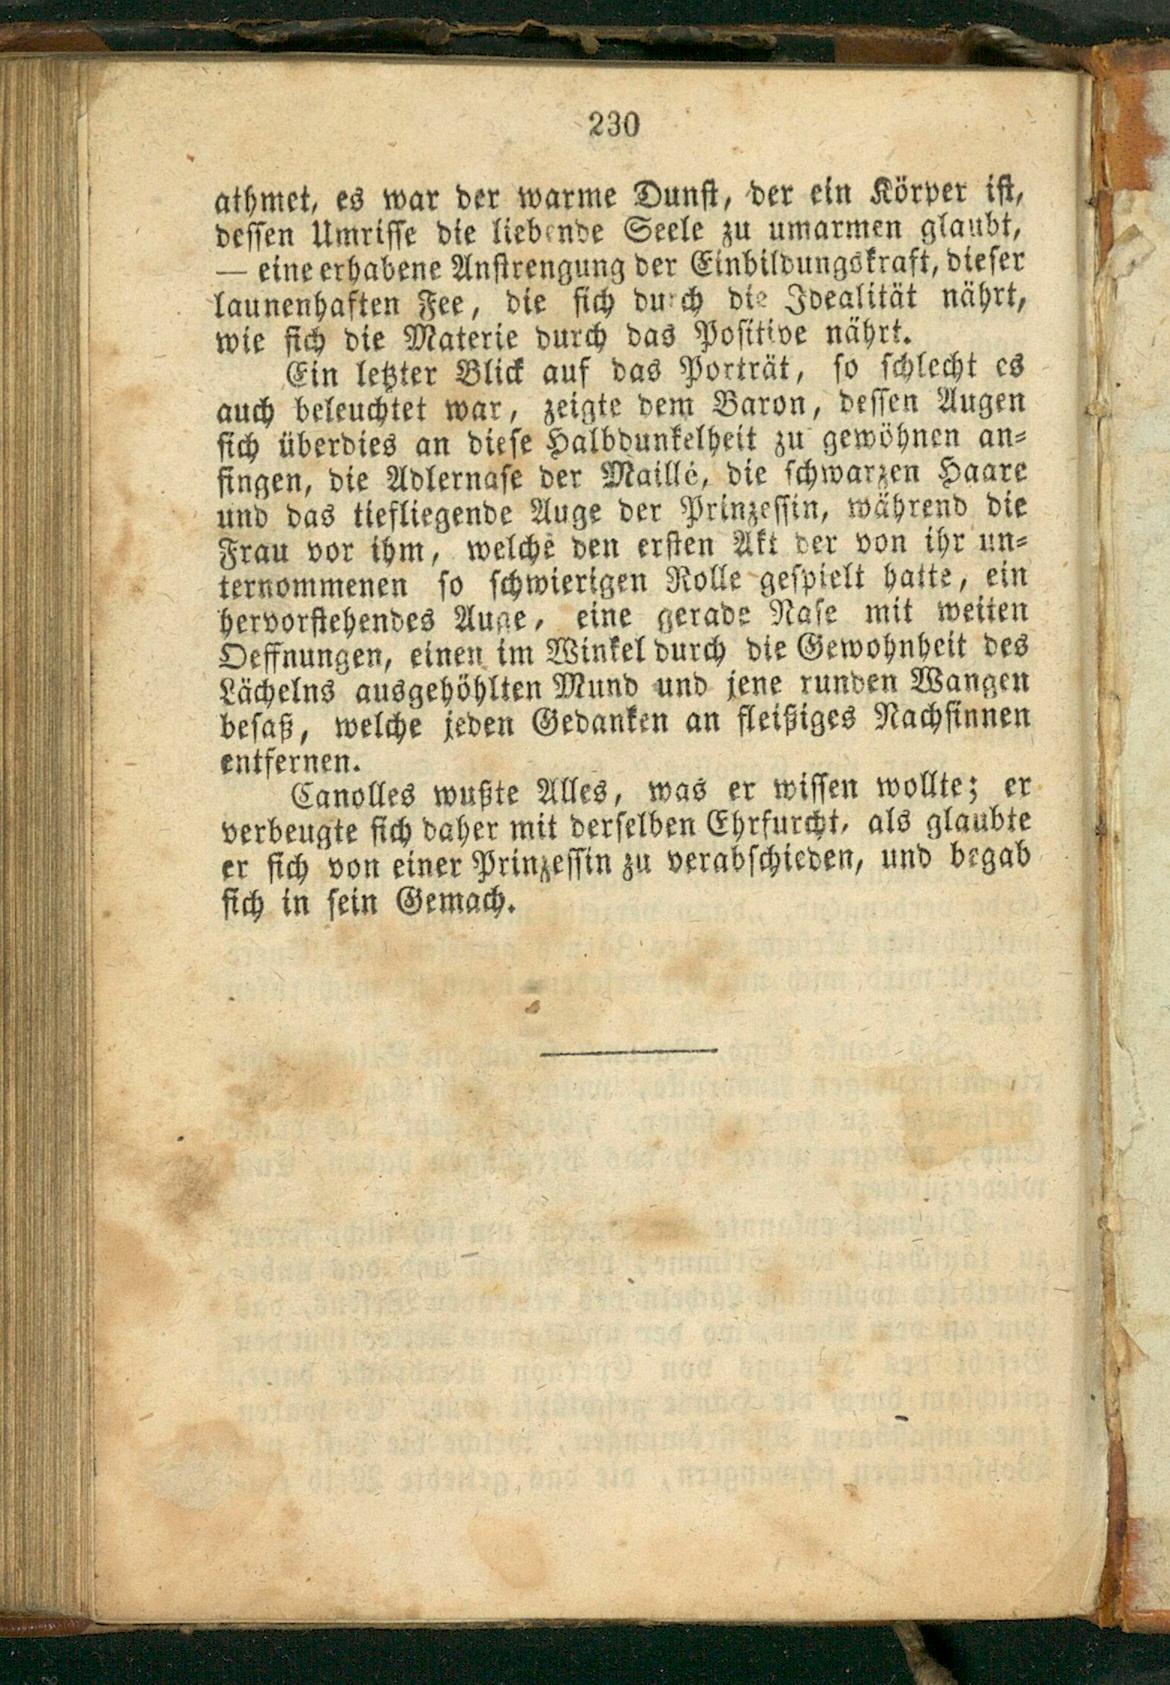 230
athmet, es war der warme Dunst, der ein Körper ist,
dessen Umrisse die liebende Seele zu umarmen glaubt,
— eine erhabene Anstrengung der Einbildungskraft, dieser
launenhaften Fee, die sich durch die Idealität nährt,
wie sich die Materie durch das Positive nährt.
Ein letzter Blick auf das Porträt, so schlecht es
auch beleuchtet war, zeigte dem Baron, dessen Augen
sich überdies an diese Halbdunkelheit zu gewöhnen an-
fingen, die Adlernase der Maillé, die schwarzen Haare
und das tiefliegende Auge der Prinzessin, während die
Frau vor ihm, welche den ersten Akt der von ihr un-
ternommenen so schwierigen Rolle gespielt hatte, ein
hervorstehendes Auge, eine gerade Nase mit weiten
Oeffnungen, einen im Winkel durch die Gewohnheit des
Lächelns ausgehöhlten Mund und jene runden Wangen
besaß, welche jeden Gedanken an fleißiges Nachsinnen
entfernen.
Canolles wußte Alles, was er wissen wollte; er
verbeugte sich daher mit derselben Ehrfurcht, als glaubte
er sich von einer Prinzessin zu verabschieden, und begab
sich in sein Gemach.